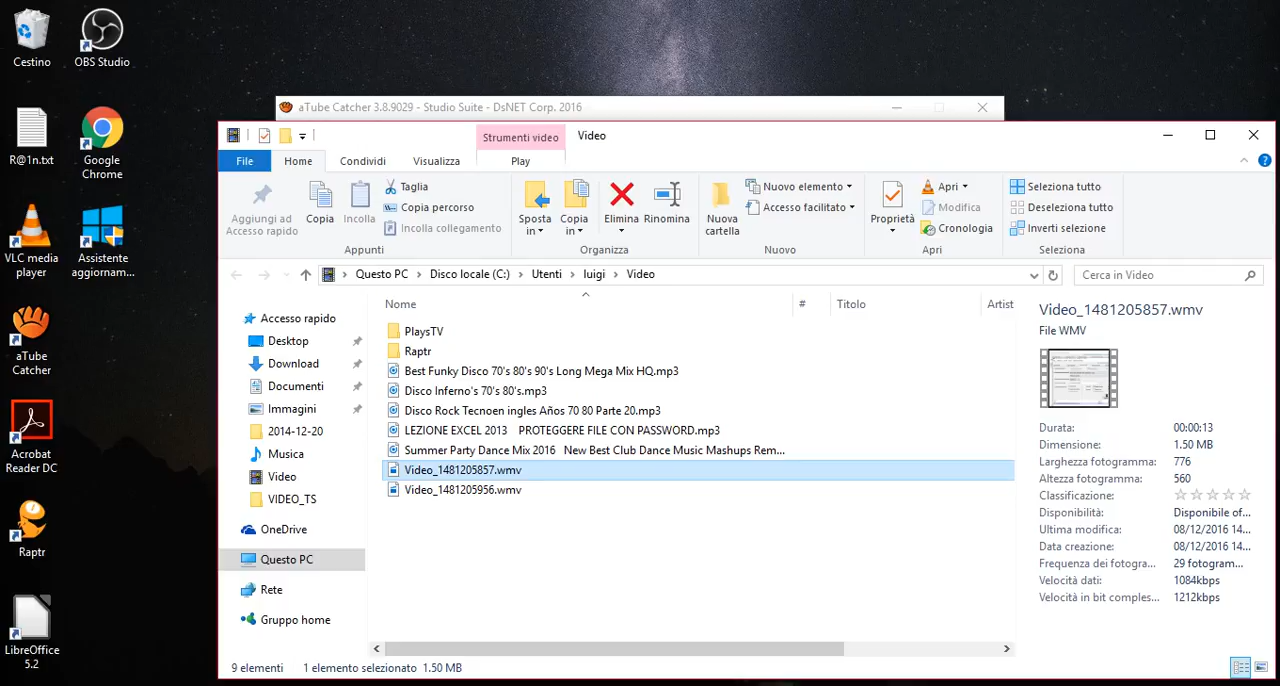 Cestino
OBS Studio
R@1n.txt
Google
Chrome
VLC media
player
Assistente
aggiornam...
aTube
Catcher
Acrobat
Reader DC
Raptr
LibreOffice
5.2
aTube Catcher 3.8.9029 - Studio Suite - DsNET Corp. 2016
Strumenti video
Video
File
Home
Condividi
Visualizza
Play
Aggiungi ad
Accesso rapido
Copia
Incolla
Taglia
Copia percorso
Incolla collegamento
Appunti
Sposta
in
Copia
in
Elimina
Rinomina
Organizza
Nuova
cartella
Nuovo elemento
Accesso facilitato
Nuovo
Proprietà
Apri
Modifica
Cronologia
Apri
Seleziona tutto
Deseleziona tutto
Inverti selezione
Seleziona
Questo PC > Disco locale (C:) > Utenti > luigi > Video
Cerca in Video
Accesso rapido
Desktop
Download
Documenti
Immagini
2014-12-20
Musica
Video
VIDEO_TS
OneDrive
Questo PC
Rete
Gruppo home
Nome
#
Titolo
Artist
PlaysTV
Raptr
Best Funky Disco 70's 80's 90's Long Mega Mix HQ.mp3
Disco Inferno's 70's 80's.mp3
Disco Rock Tecnoen ingles Años 70 80 Parte 20.mp3
LEZIONE EXCEL 2013 PROTEGGERE FILE CON PASSWORD.mp3
Summer Party Dance Mix 2016 New Best Club Dance Music Mashups Rem...
Video_1481205857.wmv
Video_1481205956.wmv
Video_1481205857.wmv
File WMV
Durata: 00:00:13
Dimensione: 1.50 MB
Larghezza fotogramma: 776
Altezza fotogramma: 560
Classificazione:
Disponibilità: Disponibile of...
Ultima modifica: 08/12/2016 14...
Data creazione: 08/12/2016 14...
Frequenza dei fotogra... 29 fotogram...
Velocità dati: 1084kbps
Velocità in bit comples... 1212kbps
9 elementi
1 elemento selezionato 1.50 MB